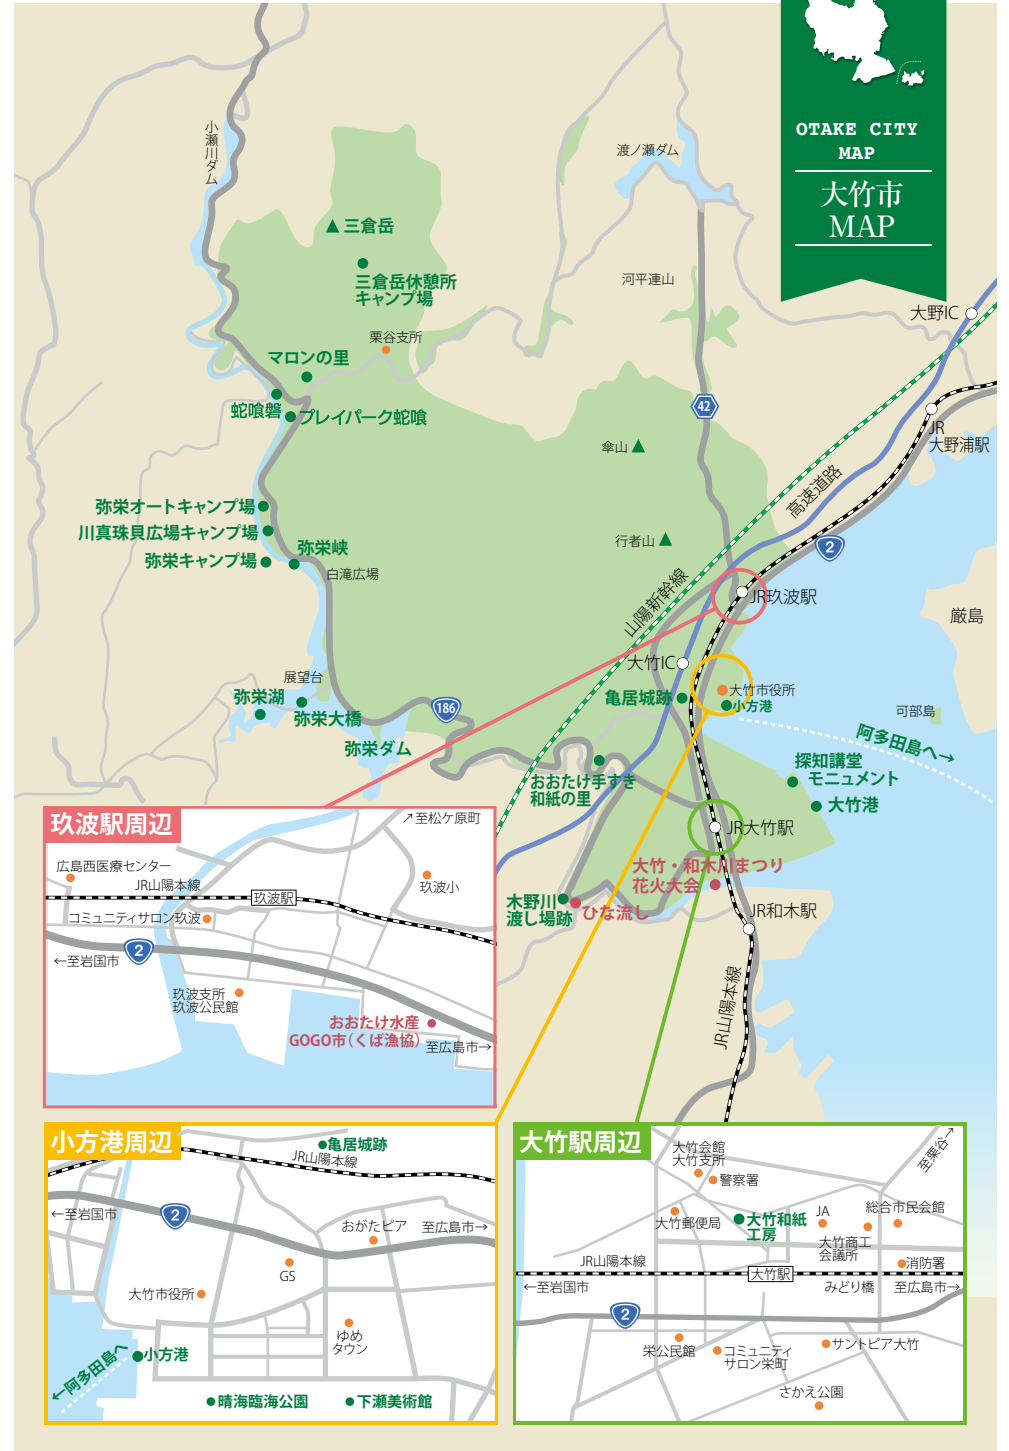 OTAKE CITY
MAP
大竹市
MAP
小瀬川ダム
渡ノ瀬ダム
三倉岳
三倉岳休憩所
キャンプ場
河平連山
大野IC
栗谷支所
マロンの里
蛇喰磐
プレイパーク蛇喰
42
JR
大野浦駅
傘山
高速道路
弥栄オートキャンプ場
川真珠貝広場キャンプ場
弥栄キャンプ場
弥栄峡
白滝広場
行者山
2
山陽新幹線
JR玖波駅
厳島
大竹IC
展望台
弥栄湖
弥栄大橋
186
亀居城跡
大竹市役所
小方港
可部島
阿多田島へ→
弥栄ダム
探知講堂
モニュメント
おおたけ手すき
和紙の里
大竹港
JR大竹駅
大竹・和木川まつり
花火大会
木野川
渡し場跡
ひな流し
JR和木駅
JR山陽本線
玖波駅周辺
↗至松ケ原町
広島西医療センター
JR山陽本線
玖波駅
玖波小
コミュニティサロン玖波
2
←至岩国市
玖波支所
玖波公民館
おおたけ水産
GOGO市(くば漁協)
至広島市→
小方港周辺
亀居城跡
JR山陽本線
←至岩国市
2
おがたピア
至広島市→
GS
大竹市役所
ゆめ
タウン
小方港
←阿多田島へ
晴海臨海公園
下瀬美術館
大竹駅周辺
大竹会館
大竹支所
警察署
至栗谷↗
大竹郵便局
大竹和紙
工房
JA
総合市民会館
大竹商工
会議所
JR山陽本線
大竹駅
消防署
←至岩国市
みどり橋
至広島市→
2
栄公民館
コミュニティ
サロン栄町
サントピア大竹
さかえ公園